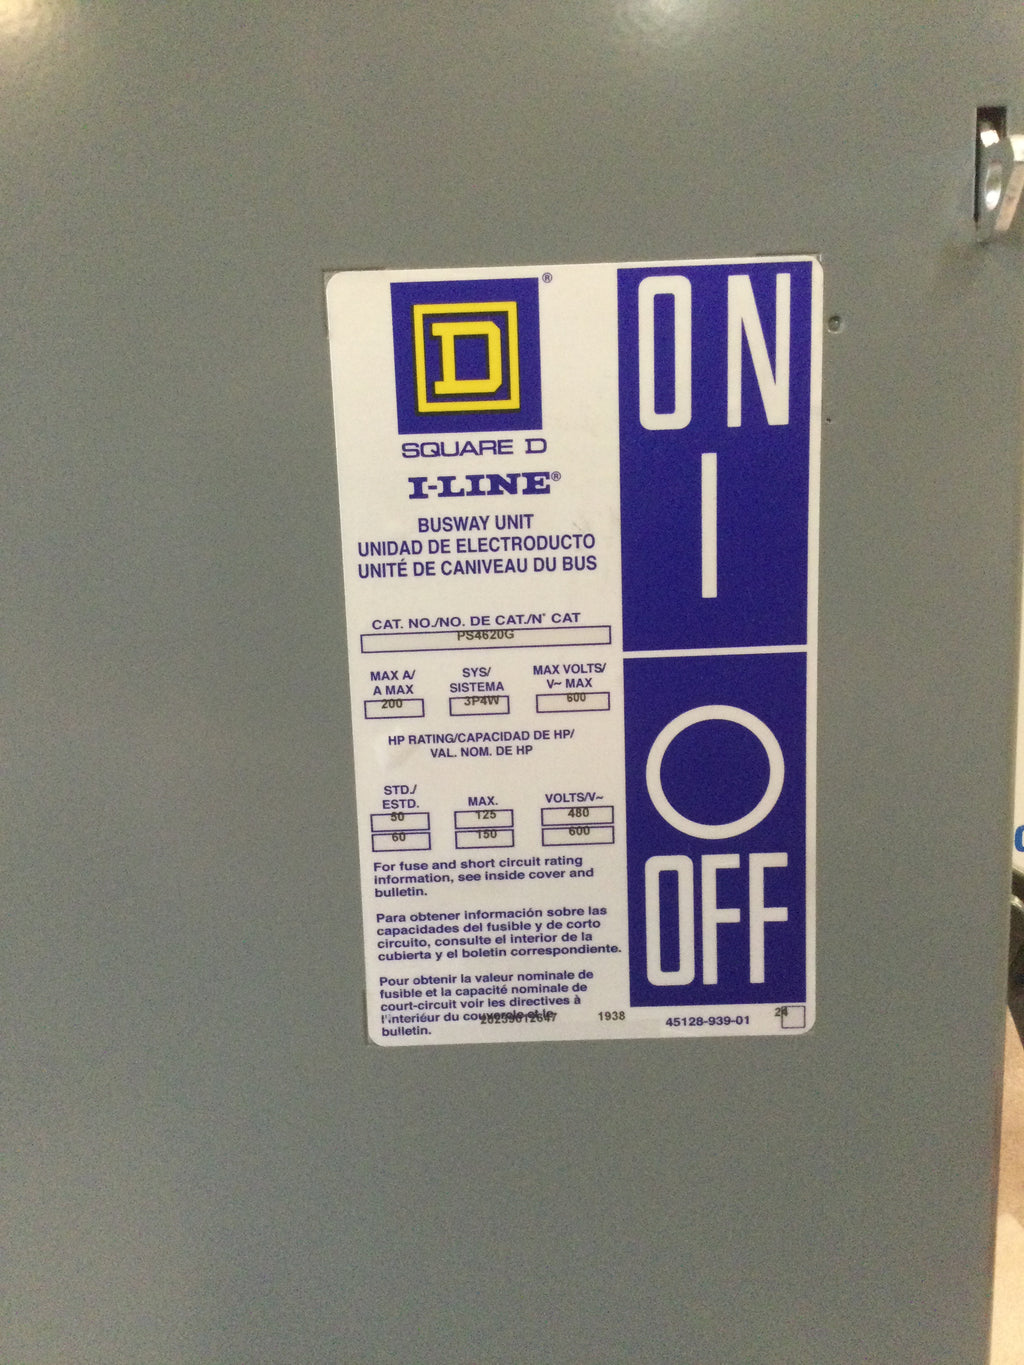 D ®
SQUARE D
I-LINE®
BUSWAY UNIT
UNIDAD DE ELECTRODUCTO
UNITÉ DE CANIVEAU DU BUS
CAT. NO./NO. DE CAT./N° CAT
PS4620G
MAX A/ A MAX
200
SYS/ SISTEMA
3P4W
MAX VOLTS/ V~ MAX
600
HP RATING/CAPACIDAD DE HP/
VAL. NOM. DE HP
STD./ ESTD. MAX. VOLTS/V~
50 125 480
60 150 600
For fuse and short circuit rating
information, see inside cover and
bulletin.
Para obtener información sobre las
capacidades del fusible y de corto
circuito, consulte el interior de la
cubierta y el boletin correspondiente.
Pour obtenir la valeur nominale de
fusible et la capacité nominale de
court-circuit voir les directives à
l'interiéur du couvercle et le
bulletin.
1938
45128-939-01
24
ON
I
O
OFF